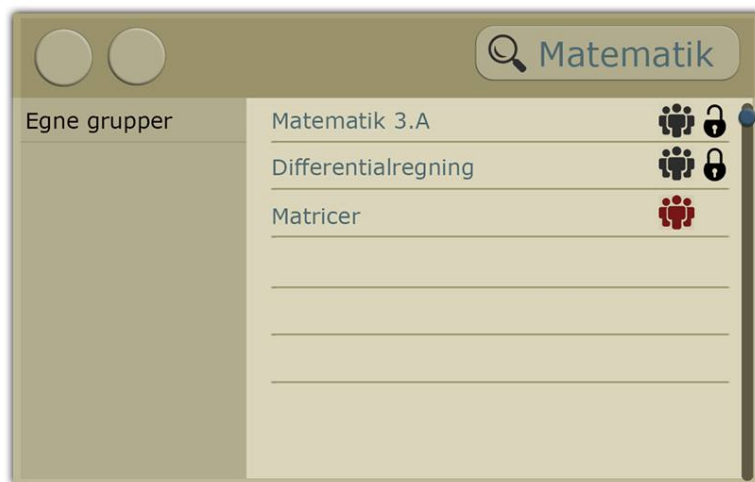 Matematik
Egne grupper
Matematik 3.A
Differentialregning
Matricer